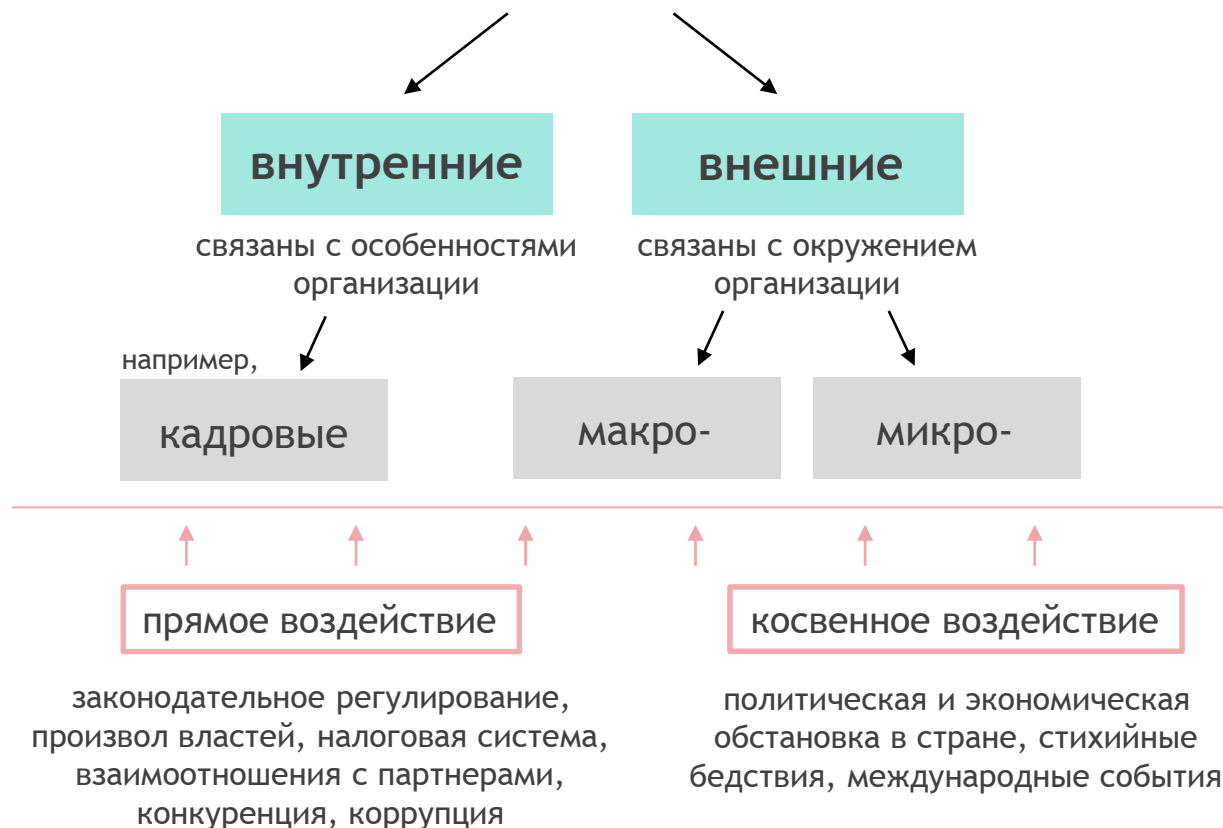 внутренние
внешние
связаны с особенностями
организации
связаны с окружением
организации
например,
кадровые
макро-
микро-
прямое воздействие
косвенное воздействие
законодательное регулирование,
произвол властей, налоговая система,
взаимоотношения с партнерами,
конкуренция, коррупция
политическая и экономическая
обстановка в стране, стихийные
бедствия, международные события